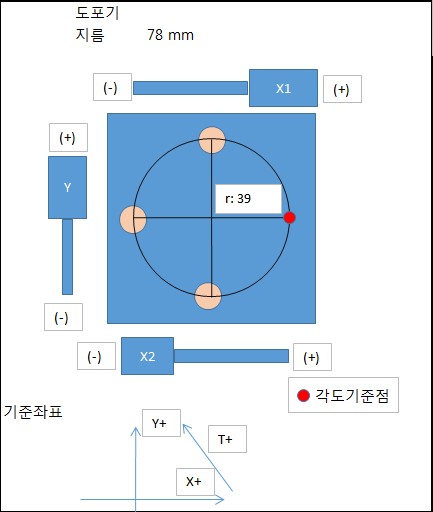 도포기
지름 78 mm
(-) X1 (+)
(+)
Y
r: 39
(-)
(-) X2 (+)
각도기준점
기준좌표
Y+
T+
X+